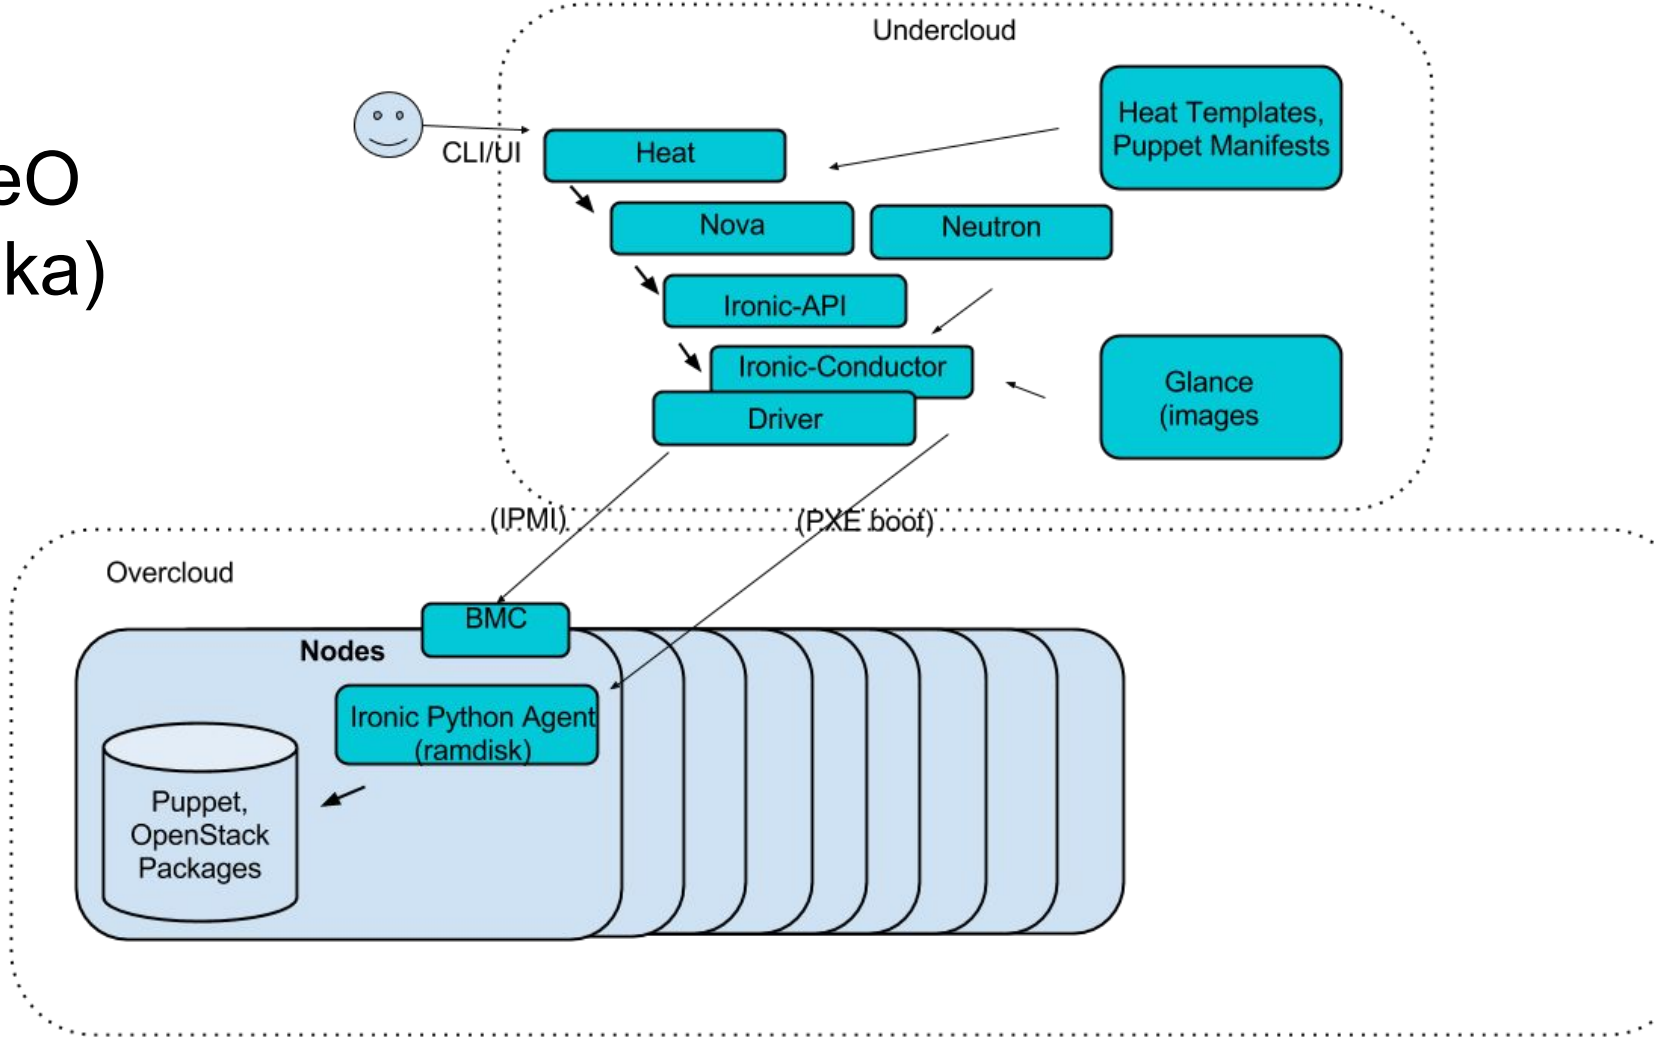 eO
ka)
Undercloud
CLI/UI
Heat
Heat Templates,
Puppet Manifests
Nova
Neutron
Ironic-API
Ironic-Conductor
Driver
Glance
(images
(IPMI)
(PXE boot)
Overcloud
BMC
Nodes
Ironic Python Agent
(ramdisk)
Puppet,
OpenStack
Packages